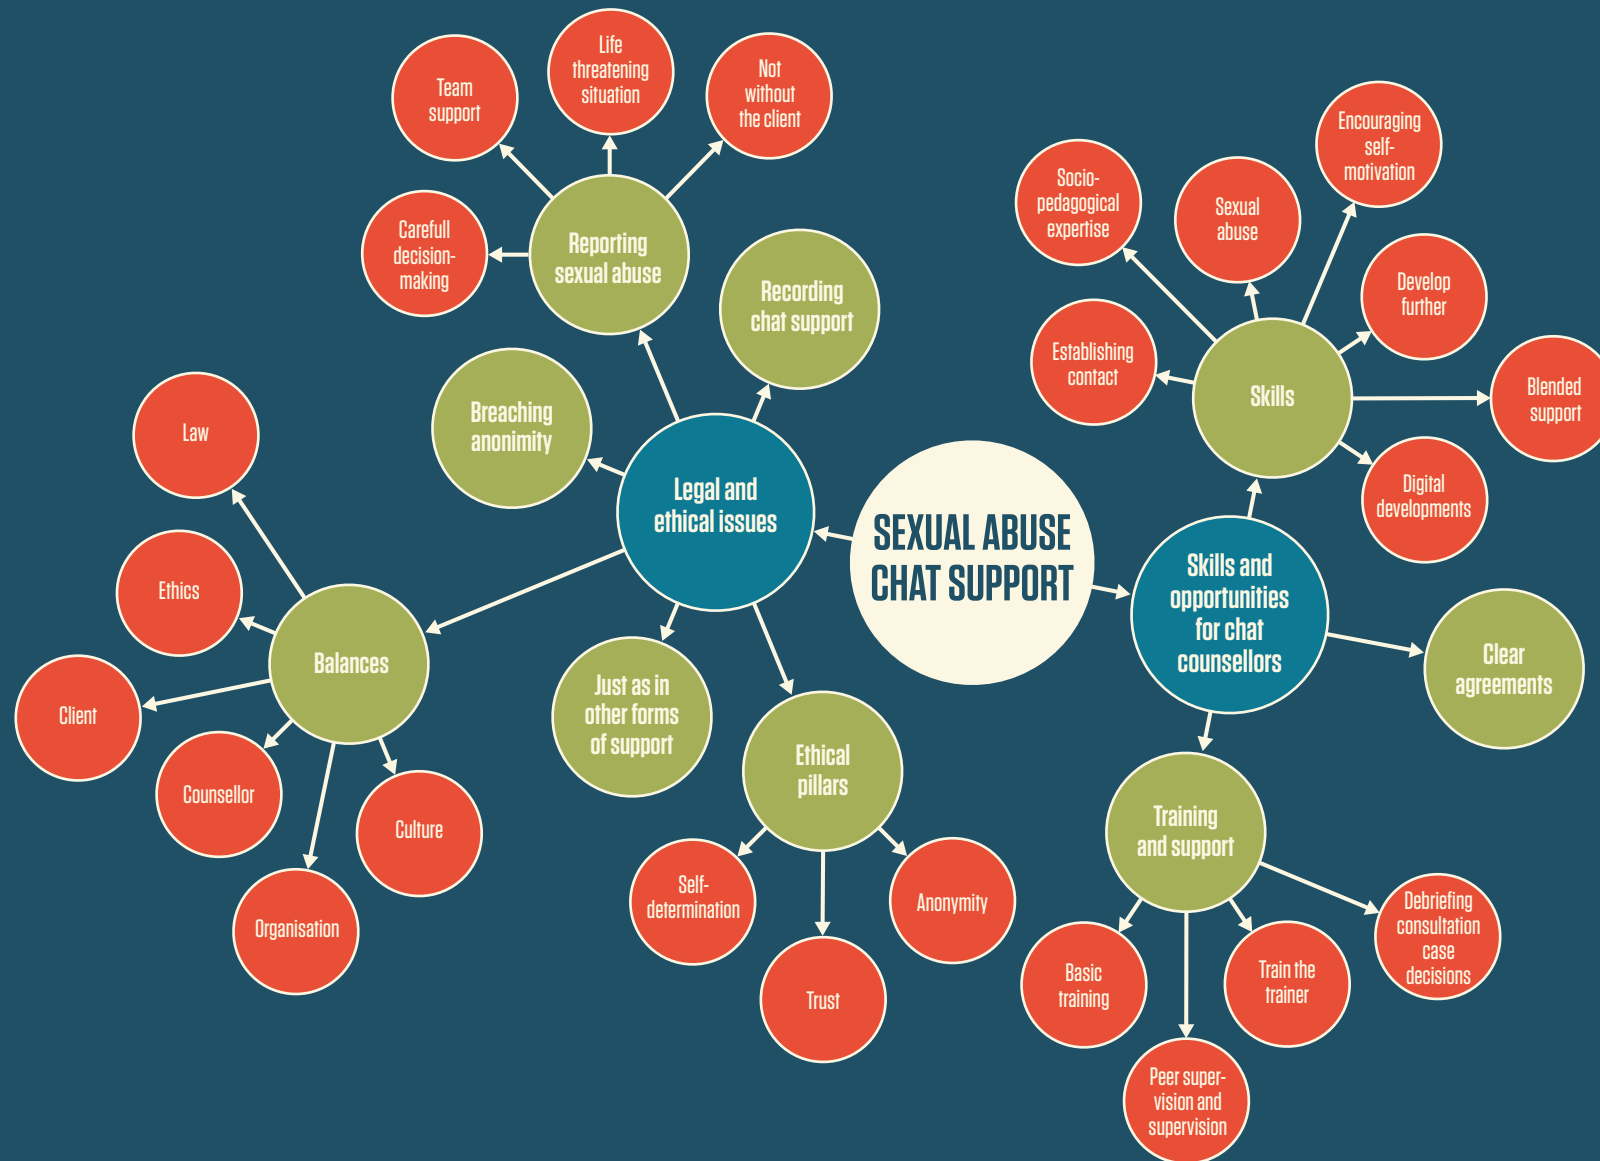 SEXUAL ABUSE
CHAT SUPPORT
Legal and
ethical issues
Reporting
sexual abuse
Carefull
decision-
making
Team
support
Life
threatening
situation
Not
without
the client
Recording
chat support
Breaching
anonimity
Balances
Law
Ethics
Client
Counsellor
Organisation
Culture
Just as in
other forms
of support
Ethical
pillars
Self-
determination
Trust
Anonymity
Skills and
opportunities
for chat
counsellors
Skills
Establishing
contact
Socio-
pedagogical
expertise
Sexual
abuse
Encouraging
self-
motivation
Develop
further
Blended
support
Digital
developments
Clear
agreements
Training
and support
Basic
training
Peer super-
vision and
supervision
Train the
trainer
Debriefing
consultation
case
decisions